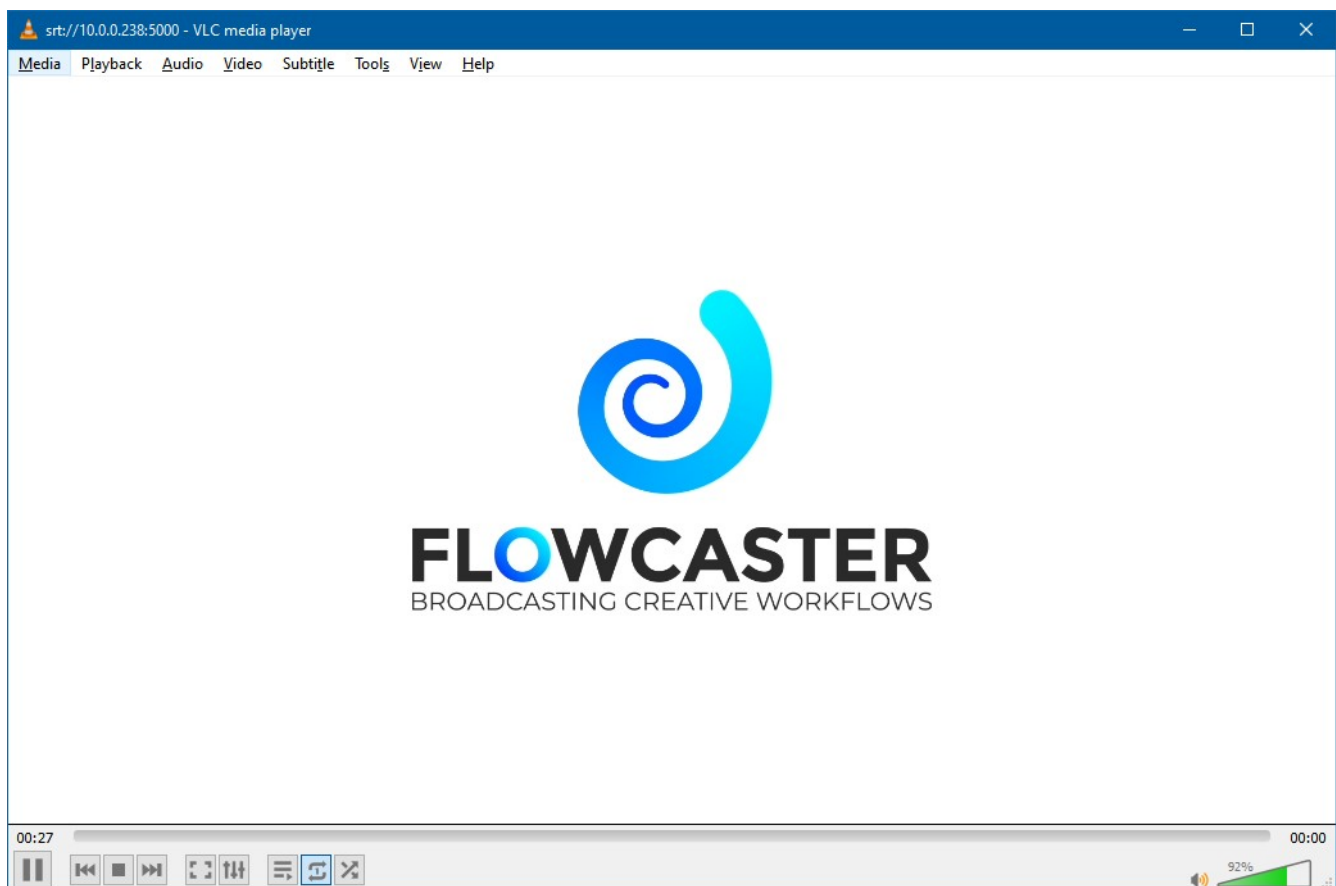 srt://10.0.0.238:5000 - VLC media player
Media Playback Audio Video Subtitle Tools View Help
FLOWCASTER
BROADCASTING CREATIVE WORKFLOWS
00:27 00:00
92%